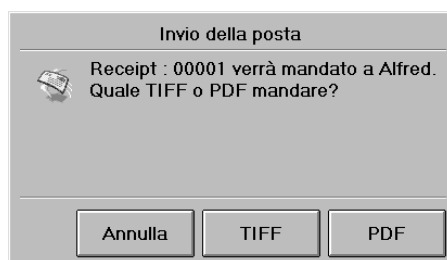 Invio della posta
Receipt : 00001 verrà mandato a Alfred.
Quale TIFF o PDF mandare?
Annulla TIFF PDF